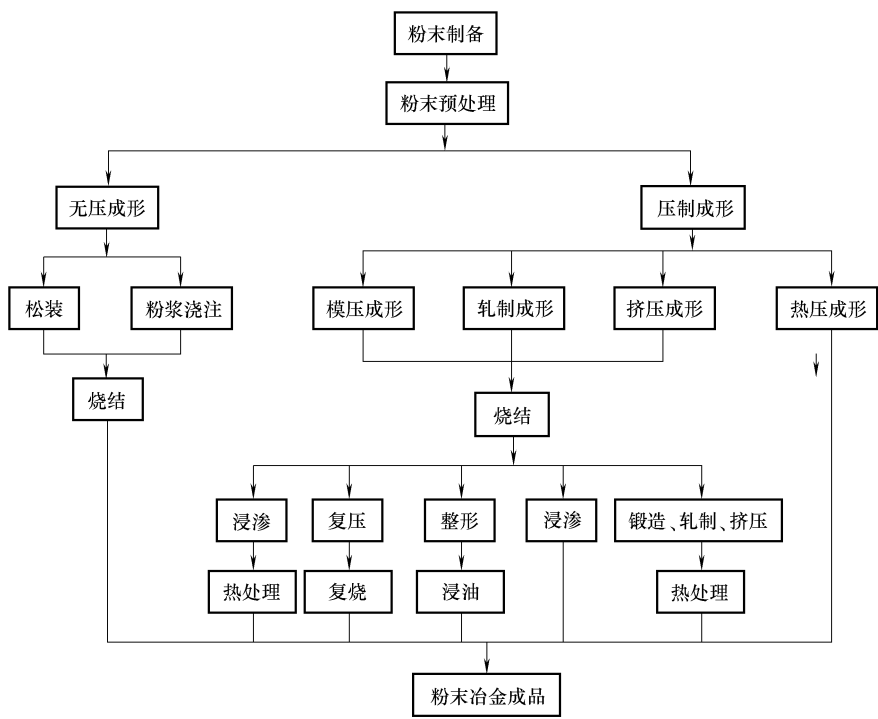 粉末制备
粉末预处理
无压成形
压制成形
松装
粉浆浇注
模压成形
轧制成形
挤压成形
热压成形
烧结
烧结
浸渗
复压
整形
浸渗
锻造、轧制、挤压
热处理
复烧
浸油
热处理
粉末冶金成品